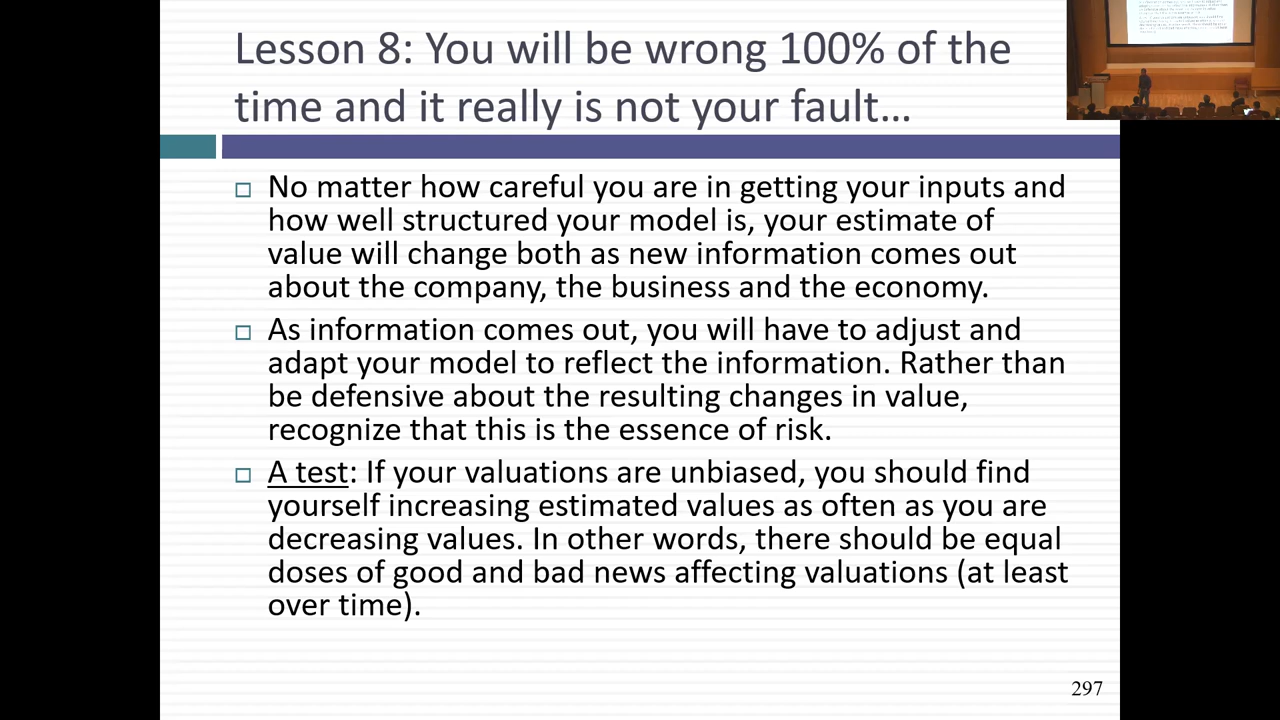 Lesson 8: You will be wrong 100% of the
time and it really is not your fault…
No matter how careful you are in getting your inputs and
how well structured your model is, your estimate of
value will change both as new information comes out
about the company, the business and the economy.
As information comes out, you will have to adjust and
adapt your model to reflect the information. Rather than
be defensive about the resulting changes in value,
recognize that this is the essence of risk.
A test: If your valuations are unbiased, you should find
yourself increasing estimated values as often as you are
decreasing values. In other words, there should be equal
doses of good and bad news affecting valuations (at least
over time).
297